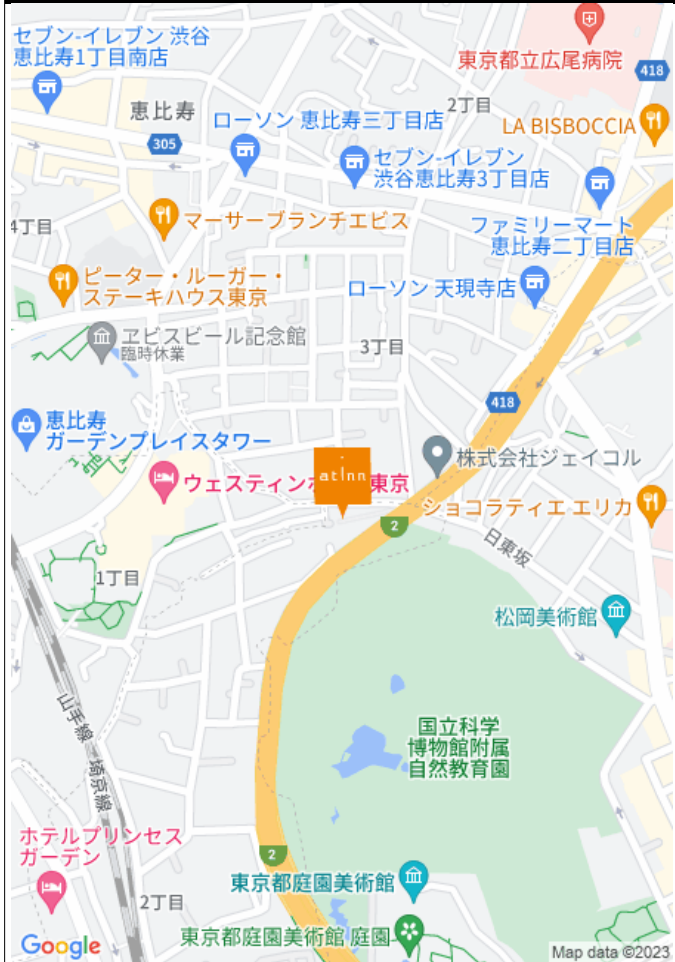 セブン-イレブン 渋谷
恵比寿1丁目南店
東京都立広尾病院
418
恵比寿
2丁目
ローソン 恵比寿三丁目店
LA BISBOCCIA
305
セブン-イレブン
渋谷恵比寿3丁目店
4丁目
マーサーブランチエビス
ファミリーマート
恵比寿二丁目店
ピーター・ルーガー・
ステーキハウス東京
ローソン 天現寺店
ヱビスビール記念館
臨時休業
3丁目
418
恵比寿
ガーデンプレイスタワー
株式会社ジェイコル
atInn
ウェスティンホ
東京
ショコラティエ エリカ
2
日東坂
1丁目
松岡美術館
国立科学
博物館附属
自然教育園
山手線
埼京線
ホテルプリンセス
ガーデン
2
東京都庭園美術館
2丁目
東京都庭園美術館 庭園
Google
Map data ©2023